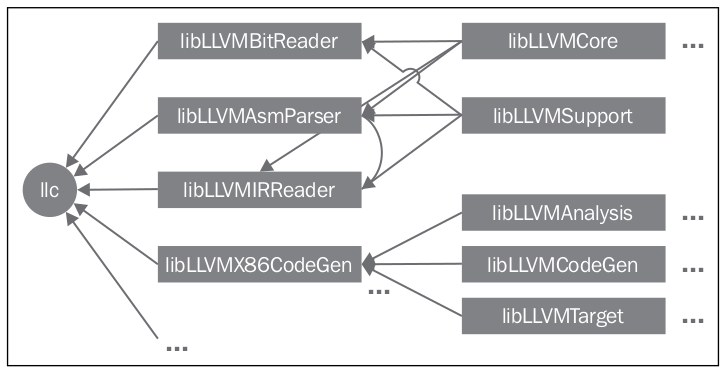 libLLVMBitReader
libLLVMCore
...
libLLVMAsmParser
libLLVMSupport
llc
libLLVMIRReader
libLLVMAnalysis
...
libLLVMX86CodeGen
libLLVMCodeGen
...
...
libLLVMTarget
...
...